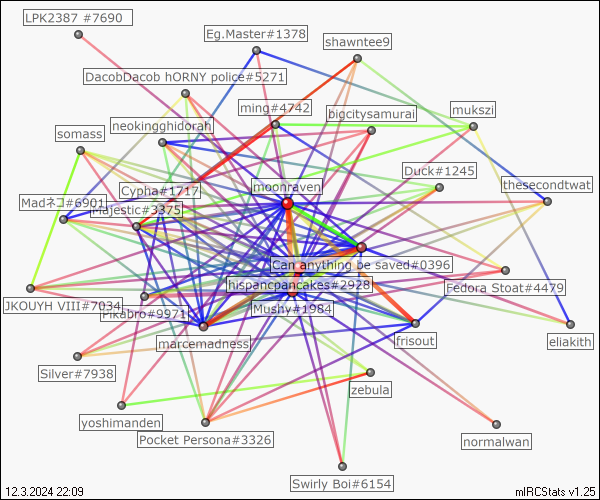 LPK2387 #7690
Eg.Master#1378
shawntee9
DacobDacob hORNY police#5271
ming#4742
bigcitysamurai
mukszi
neokingghidorah
somass
Duck#1245
thesecondtwat
Cypha#1717
moonraven
Madネコ#6901
Majestic#3375
Can anything be saved#0396
hispancpancakes#2928
Fedora Stoat#4479
JKOUYH VIII#7034
Pikabro#9971
Mushy#1984
marcemadness
frisout
eliakith
Silver#7938
zebula
yoshimanden
Pocket Persona#3326
normalwan
Swirly Boi#6154
12.3.2024 22:09
mIRCStats v1.25